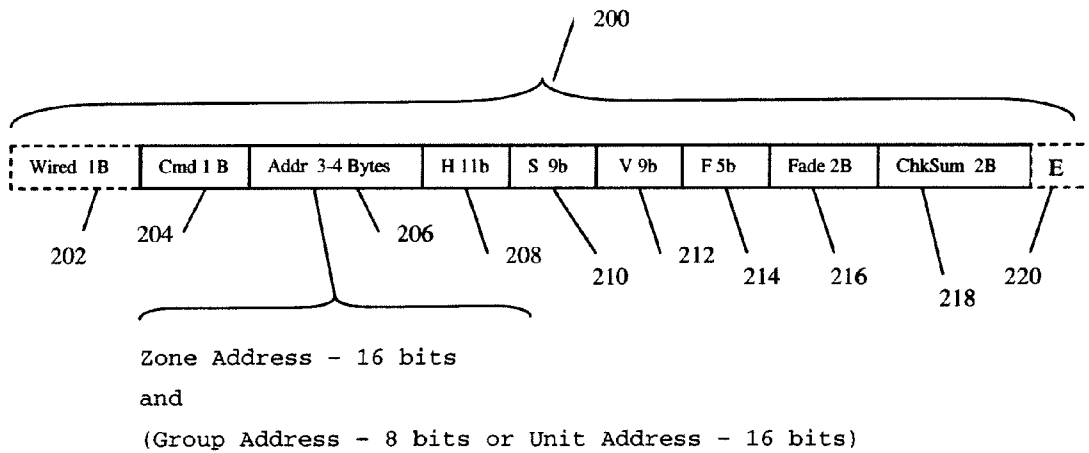 200
Wired 1B Cmd 1 B Addr 3-4 Bytes H 11b S 9b V 9b F 5b Fade 2B ChkSum 2B E
202 204 206 208 210 212 214 216 218 220
Zone Address - 16 bits
and
(Group Address - 8 bits or Unit Address - 16 bits)